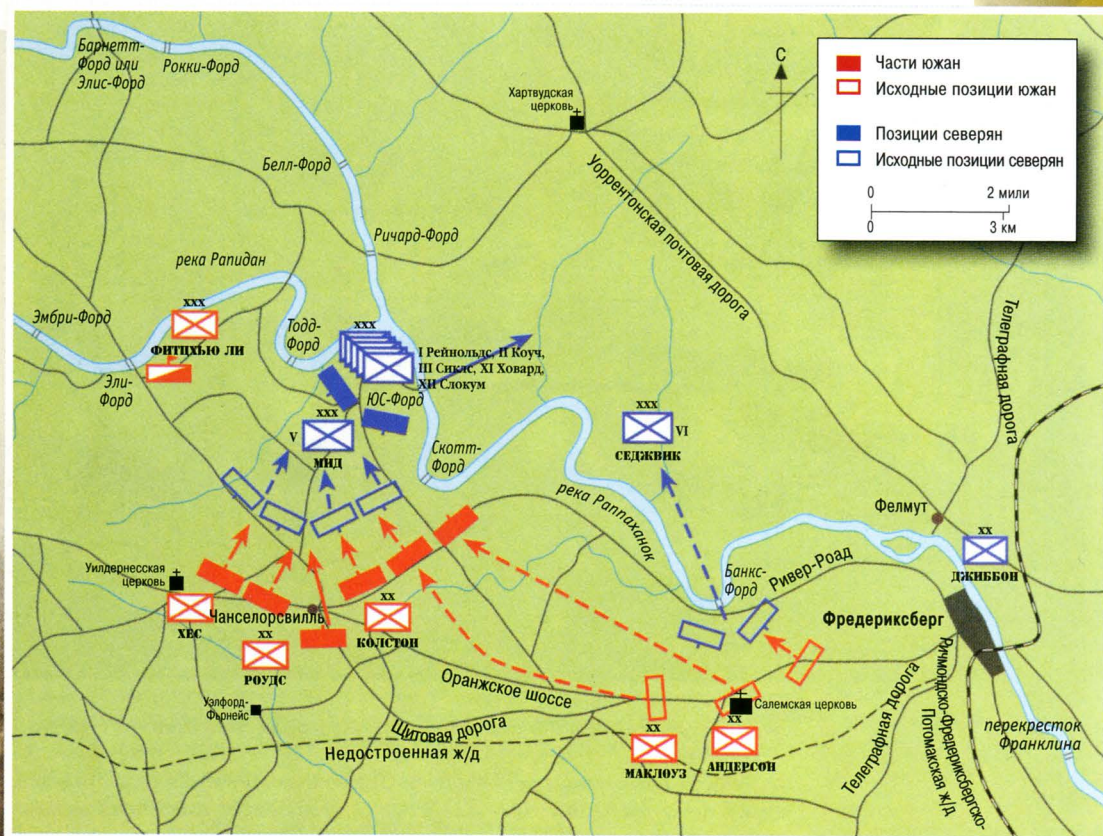 Барнетт-
Форд или
Элис-Форд
Рокки-Форд
Хартвудская
церковь
С
Части южан
Исходные позиции южан
Позиции северян
Исходные позиции северян
0 2 мили
0 3 км
Белл-Форд
Уоррентонская почтовая дорога
Ричард-Форд
река Рапидан
Эмбри-Форд
xxx
ФИТЦХЬЮ ЛИ
Эли-
Форд
Тодд-
Форд
xxx
I Рейнольдс, II Коуч,
III Сиклс, XI Ховард,
XII Слокум
ЮС-Форд
xxx
V
МИД
Скотт-
Форд
xxx
VI
СЕДЖВИК
Телеграфная дорога
река Раппаханок
Фелмут
xx
ДЖИББОН
Банкс-
Форд
Ривер-Роад
Фредериксберг
Уилдернесская
церковь
ХЕС
Чанселорсвилль
xx
РОУДС
xx
КОЛСТОН
Уэлфорд-
Фьрнейс
Оранжское шоссе
Щитовая дорога
Недостроенная ж/д
Салемская церковь
xx
МАКЛОУЗ
xx
АНДЕРСОН
Телеграфная дорога
Ричмондско-Фредериксбергско-
Потомакская ж/д
перекресток
Франклина